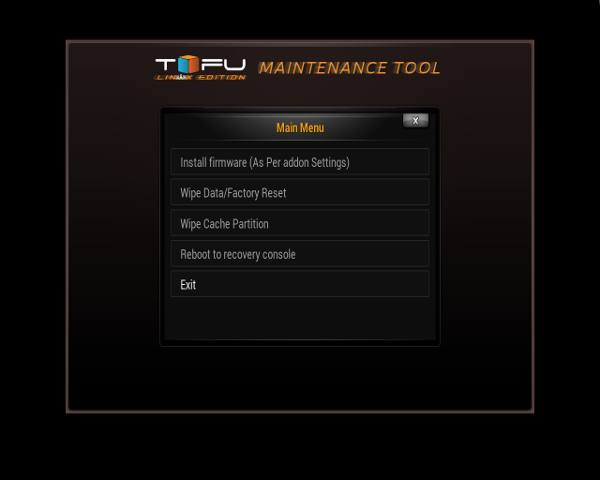 TOFU MAINTENANCE TOOL
LINUX EDITION
Main Menu
X
Install firmware (As Per addon Settings)
Wipe Data/Factory Reset
Wipe Cache Partition
Reboot to recovery console
Exit